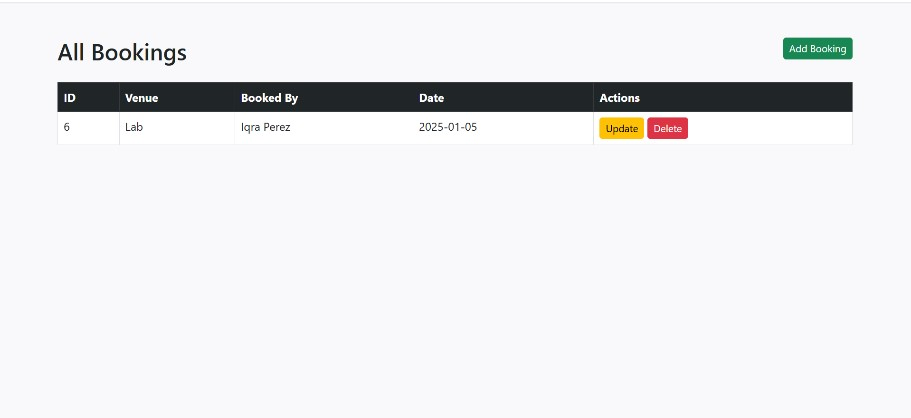 All Bookings
Add Booking
ID Venue Booked By Date Actions
6 Lab Iqra Perez 2025-01-05 Update Delete